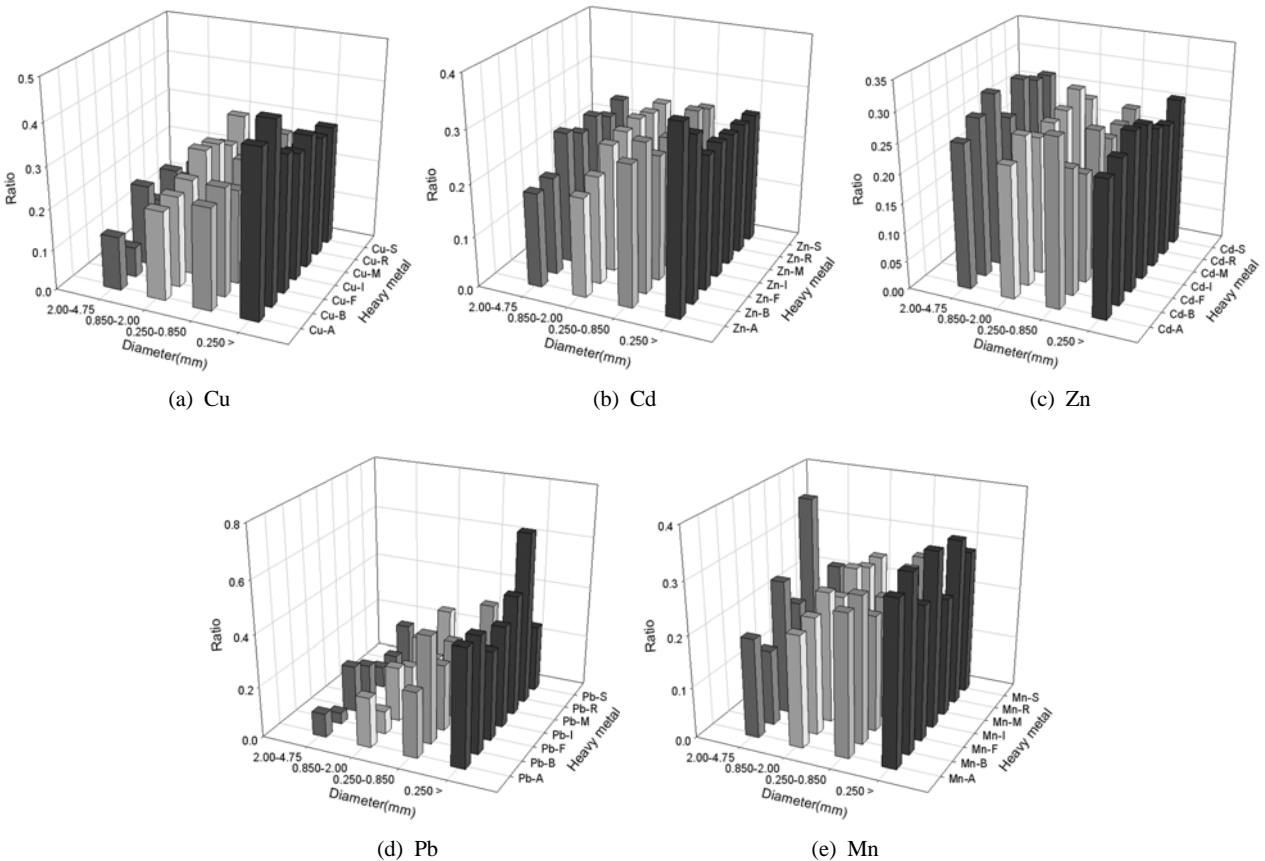 0.5
0.4
0.3
0.2
0.1
0.0
Ratio
2.00-4.75
0.850-2.00
0.250-0.850
0.250 >
Diameter(mm)
Cu-S
Cu-R
Cu-M
Cu-I
Cu-F
Cu-B
Cu-A
Heavy metal
(a) Cu
0.4
0.3
0.2
0.1
0.0
Ratio
2.00-4.75
0.850-2.00
0.250-0.850
0.250 >
Diameter(mm)
Zn-S
Zn-R
Zn-M
Zn-I
Zn-F
Zn-B
Zn-A
Heavy metal
(b) Cd
0.35
0.30
0.25
0.20
0.15
0.10
0.05
0.00
Ratio
2.00-4.75
0.850-2.00
0.250-0.850
0.250 >
Diameter(mm)
Cd-S
Cd-R
Cd-M
Cd-I
Cd-F
Cd-B
Cd-A
Heavy metal
(c) Zn
0.8
0.6
0.4
0.2
0.0
Ratio
2.00-4.75
0.850-2.00
0.250-0.850
0.250 >
Diameter(mm)
Pb-S
Pb-R
Pb-M
Pb-I
Pb-F
Pb-B
Pb-A
Heavy metal
(d) Pb
0.4
0.3
0.2
0.1
0.0
Ratio
2.00-4.75
0.850-2.00
0.250-0.850
0.250 >
Diameter(mm)
Mn-S
Mn-R
Mn-M
Mn-I
Mn-F
Mn-B
Mn-A
Heavy metal
(e) Mn